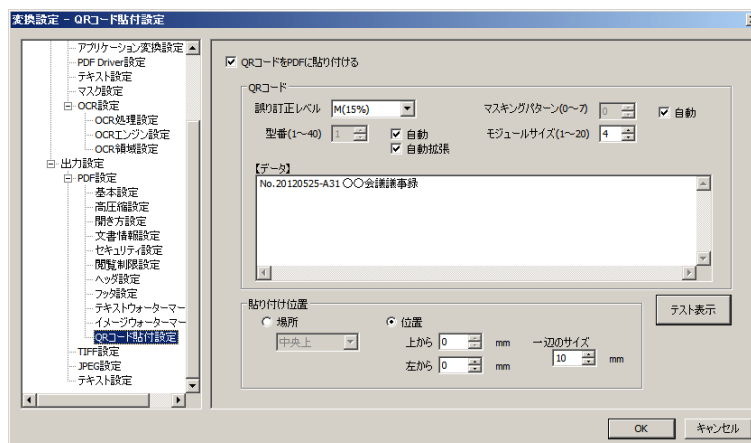 変換設定 - QRコード貼付設定
アプリケーション変換設定
PDF Driver設定
テキスト設定
マスク設定
OCR設定
OCR処理設定
OCRエンジン設定
OCR領域設定
出力設定
PDF設定
基本設定
高圧縮設定
開き方設定
文書情報設定
セキュリティ設定
閲覧制限設定
ヘッダ設定
フッタ設定
テキストウォーターマー
イメージウォーターマー
QRコード貼付設定
TIFF設定
JPEG設定
テキスト設定
QRコードをPDFに貼り付ける
QRコード
誤り訂正レベル M(15%) マスキングパターン(0~7) 0 自動
型番(1~40) 1 自動 モジュールサイズ(1~20) 4
自動拡張
【データ】
No.20120525-A31 〇〇会議議事録
貼り付け位置
場所 位置
中央上 上から 0 mm 一辺のサイズ
左から 0 mm 10 mm
テスト表示
OK キャンセル